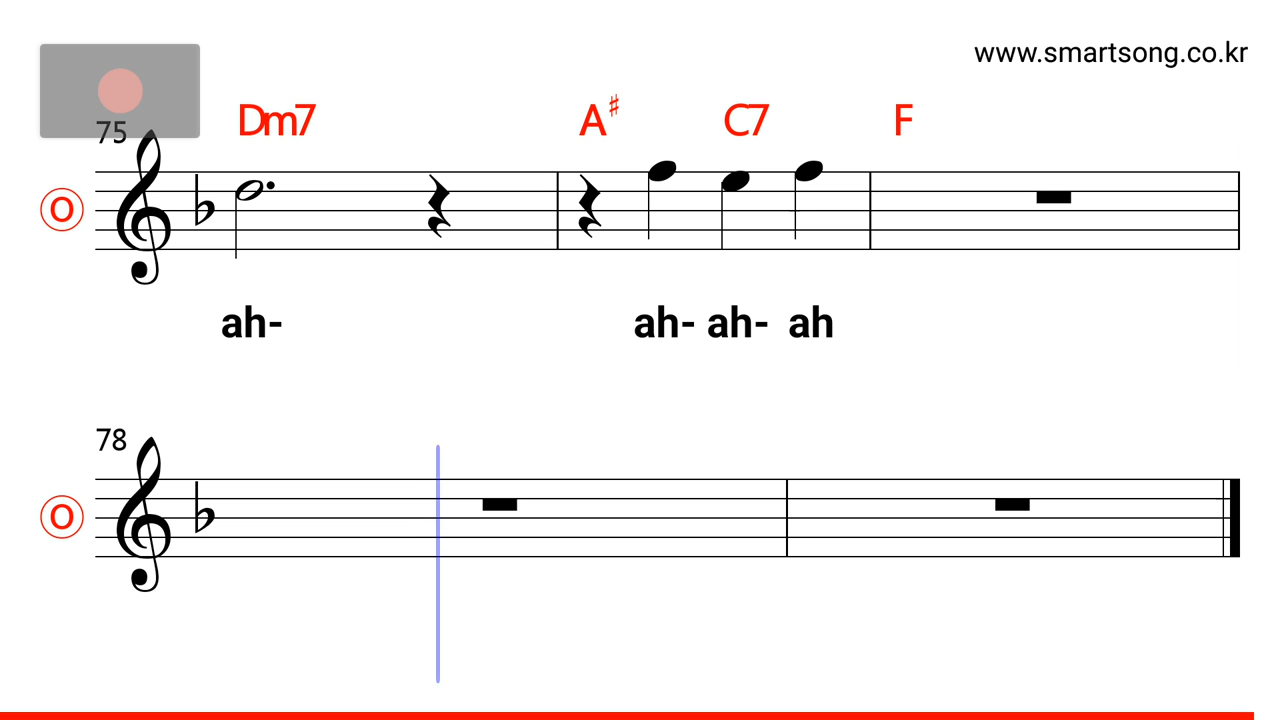 www.smartsong.co.kr
Dm7 A♯ C7 F
75
O
ah- ah- ah- ah
78
O